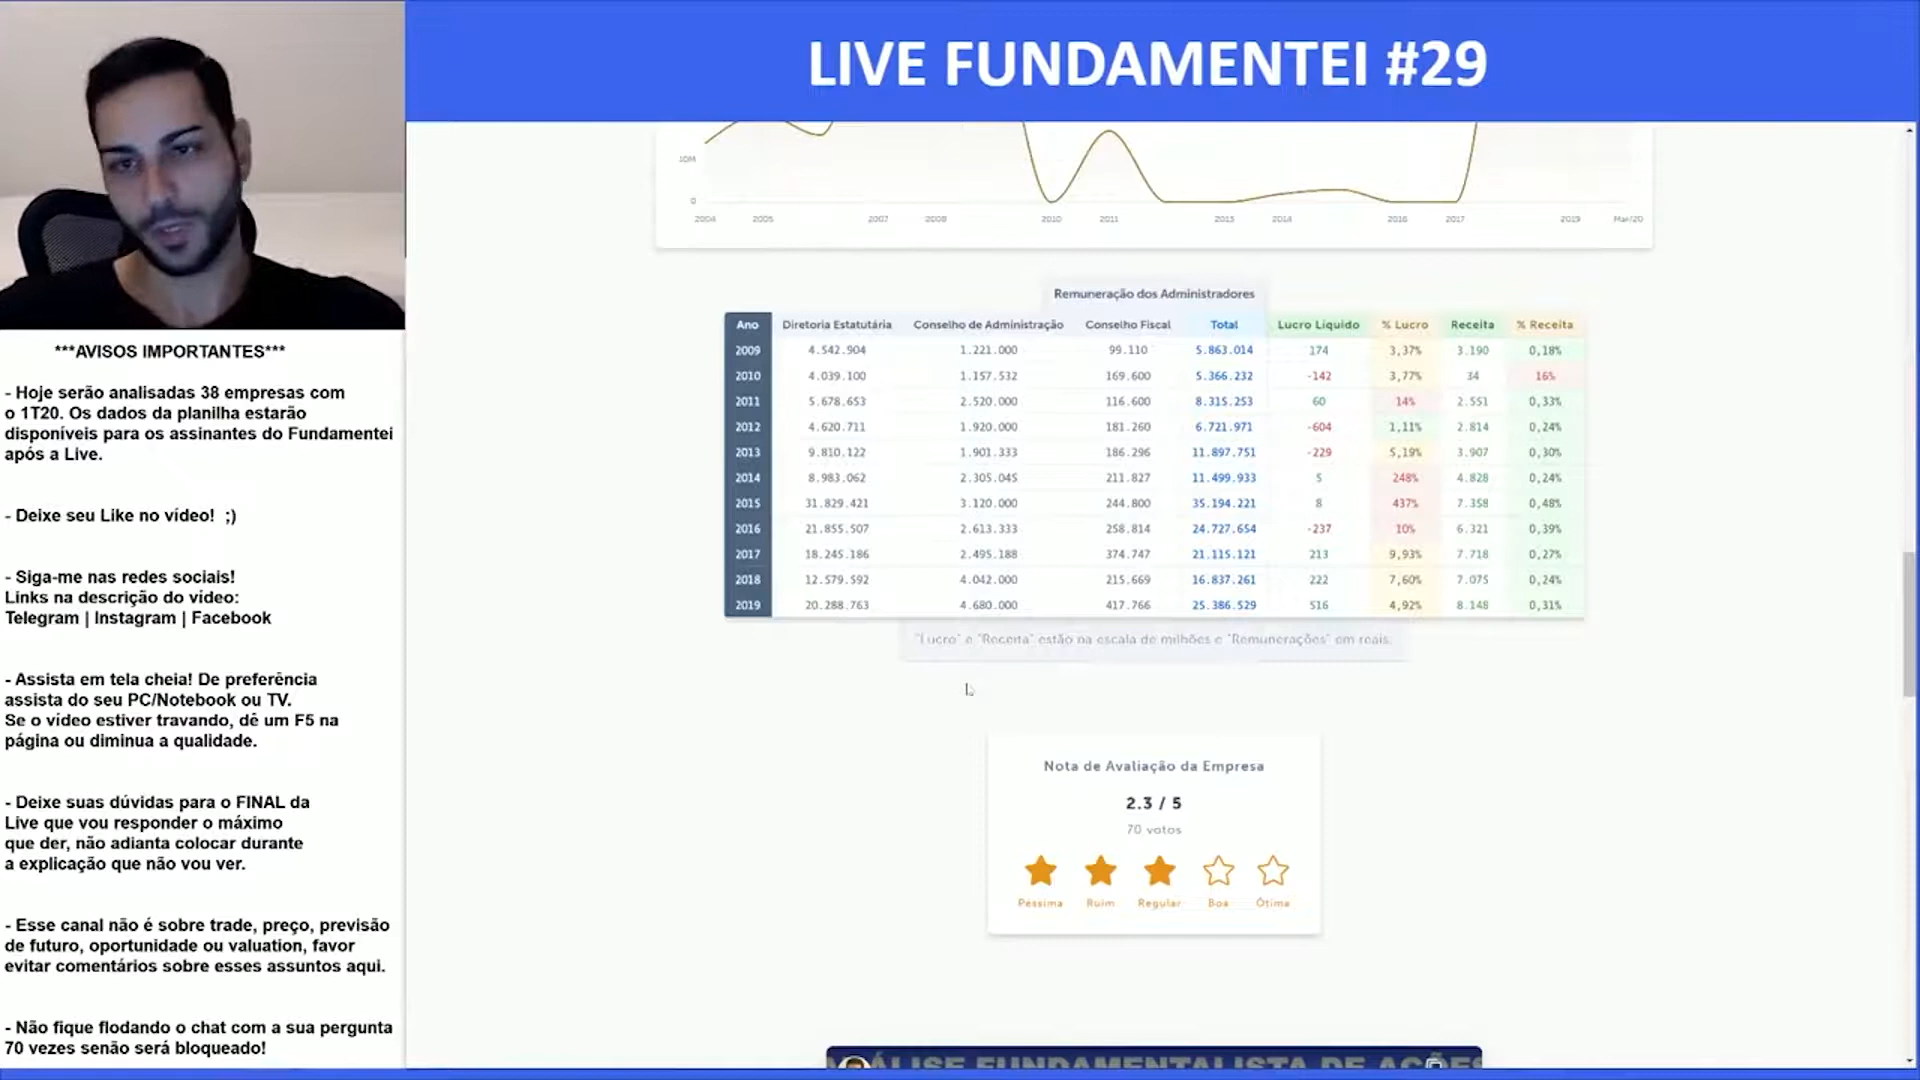 LIVE FUNDAMENTEI #29
***AVISOS IMPORTANTES***
- Hoje serão analisadas 38 empresas com
o 1T20. Os dados da planilha estarão
disponíveis para os assinantes do Fundamentei
após a Live.
- Deixe seu Like no vídeo!  ;)
- Siga-me nas redes sociais!
Links na descrição do vídeo:
Telegram | Instagram | Facebook
- Assista em tela cheia! De preferência
assista do seu PC/Notebook ou TV.
Se o vídeo estiver travando, dê um F5 na
página ou diminua a qualidade.
- Deixe suas dúvidas para o FINAL da
Live que vou responder o máximo
que der, não adianta colocar durante
a explicação que não vou ver.
- Esse canal não é sobre trade, preço, previsão
de futuro, oportunidade ou valuation, favor
evitar comentários sobre esses assuntos aqui.
- Não fique flodando o chat com a sua pergunta
70 vezes senão será bloqueado!
10M
0
2004 2005 2007 2008 2010 2011 2013 2014 2016 2017 2019 Mar/20
Remuneração dos Administradores
Ano Diretoria Estatutária Conselho de Administração Conselho Fiscal Total Lucro Líquido % Lucro Receita % Receita
2009 4.542.904 1.221.000 99.110 5.863.014 174 3,37% 3.190 0,18%
2010 4.039.100 1.157.532 169.600 5.366.232 -142 3,77% 34 16%
2011 5.678.653 2.520.000 116.600 8.315.253 60 14% 2.551 0,33%
2012 4.620.711 1.920.000 181.260 6.721.971 -604 1,11% 2.814 0,24%
2013 9.810.122 1.901.333 186.296 11.897.751 -229 5,19% 3.907 0,30%
2014 8.983.062 2.305.045 211.827 11.499.933 5 248% 4.828 0,24%
2015 31.829.421 3.120.000 244.800 35.194.221 8 437% 7.358 0,48%
2016 21.855.507 2.613.333 258.814 24.727.654 -237 10% 6.321 0,39%
2017 18.245.186 2.495.188 374.747 21.115.121 213 9,93% 7.718 0,27%
2018 12.579.592 4.042.000 215.669 16.837.261 222 7,60% 7.075 0,24%
2019 20.288.763 4.680.000 417.766 25.386.529 516 4,92% 8.148 0,31%
"Lucro" e "Receita" estão na escala de milhões e "Remunerações" em reais.
Nota de Avaliação da Empresa
2.3 / 5
70 votos
Péssima Ruim Regular Boa Ótima
ANÁLISE FUNDAMENTALISTA DE AÇÕES